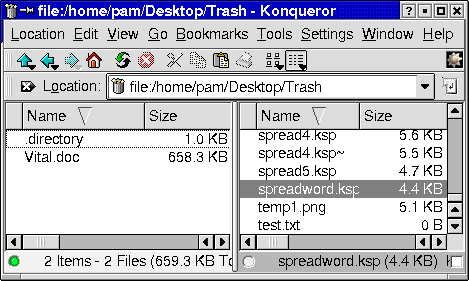 file:/home/pam/Desktop/Trash - Konqueror
Location Edit View Go Bookmarks Tools Settings Window Help
Location: file:/home/pam/Desktop/Trash
Name Size
.directory 1.0 KB
Vital.doc 658.3 KB
2 Items - 2 Files (659.3 KB To
Name Size
spread4.ksp 5.6 KB
spread4.ksp~ 5.5 KB
spread5.ksp 4.7 KB
spreadword.ksp 4.4 KB
temp1.png 5.1 KB
test.txt 0 B
spreadword.ksp (4.4 KB)